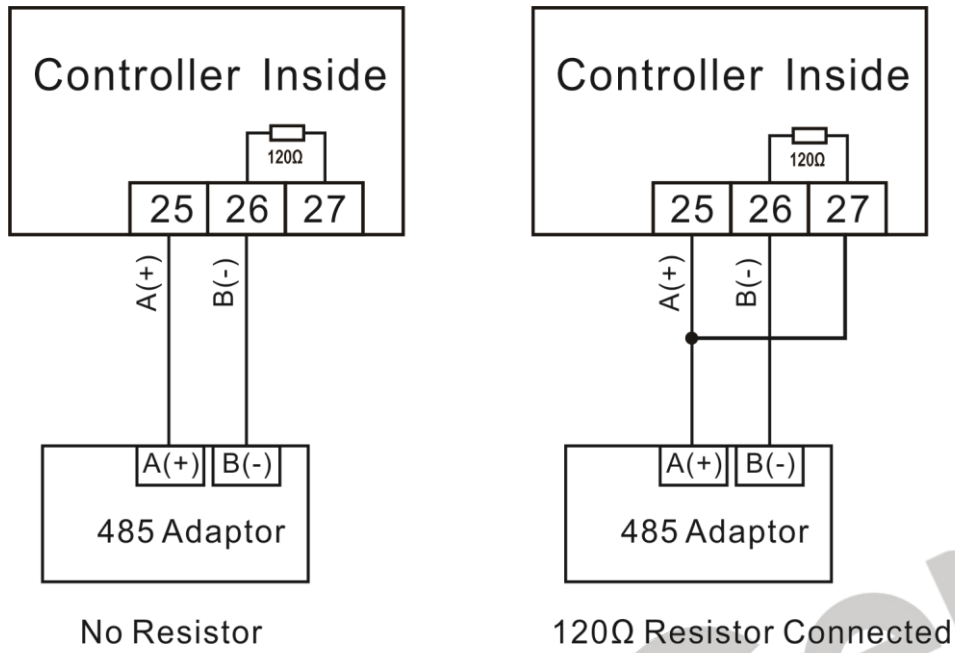 Controller Inside
120Ω
25 26 27
A(+)
B(-)
A(+) B(-)
485 Adaptor
No Resistor
Controller Inside
120Ω
25 26 27
A(+)
B(-)
A(+) B(-)
485 Adaptor
120Ω Resistor Connected